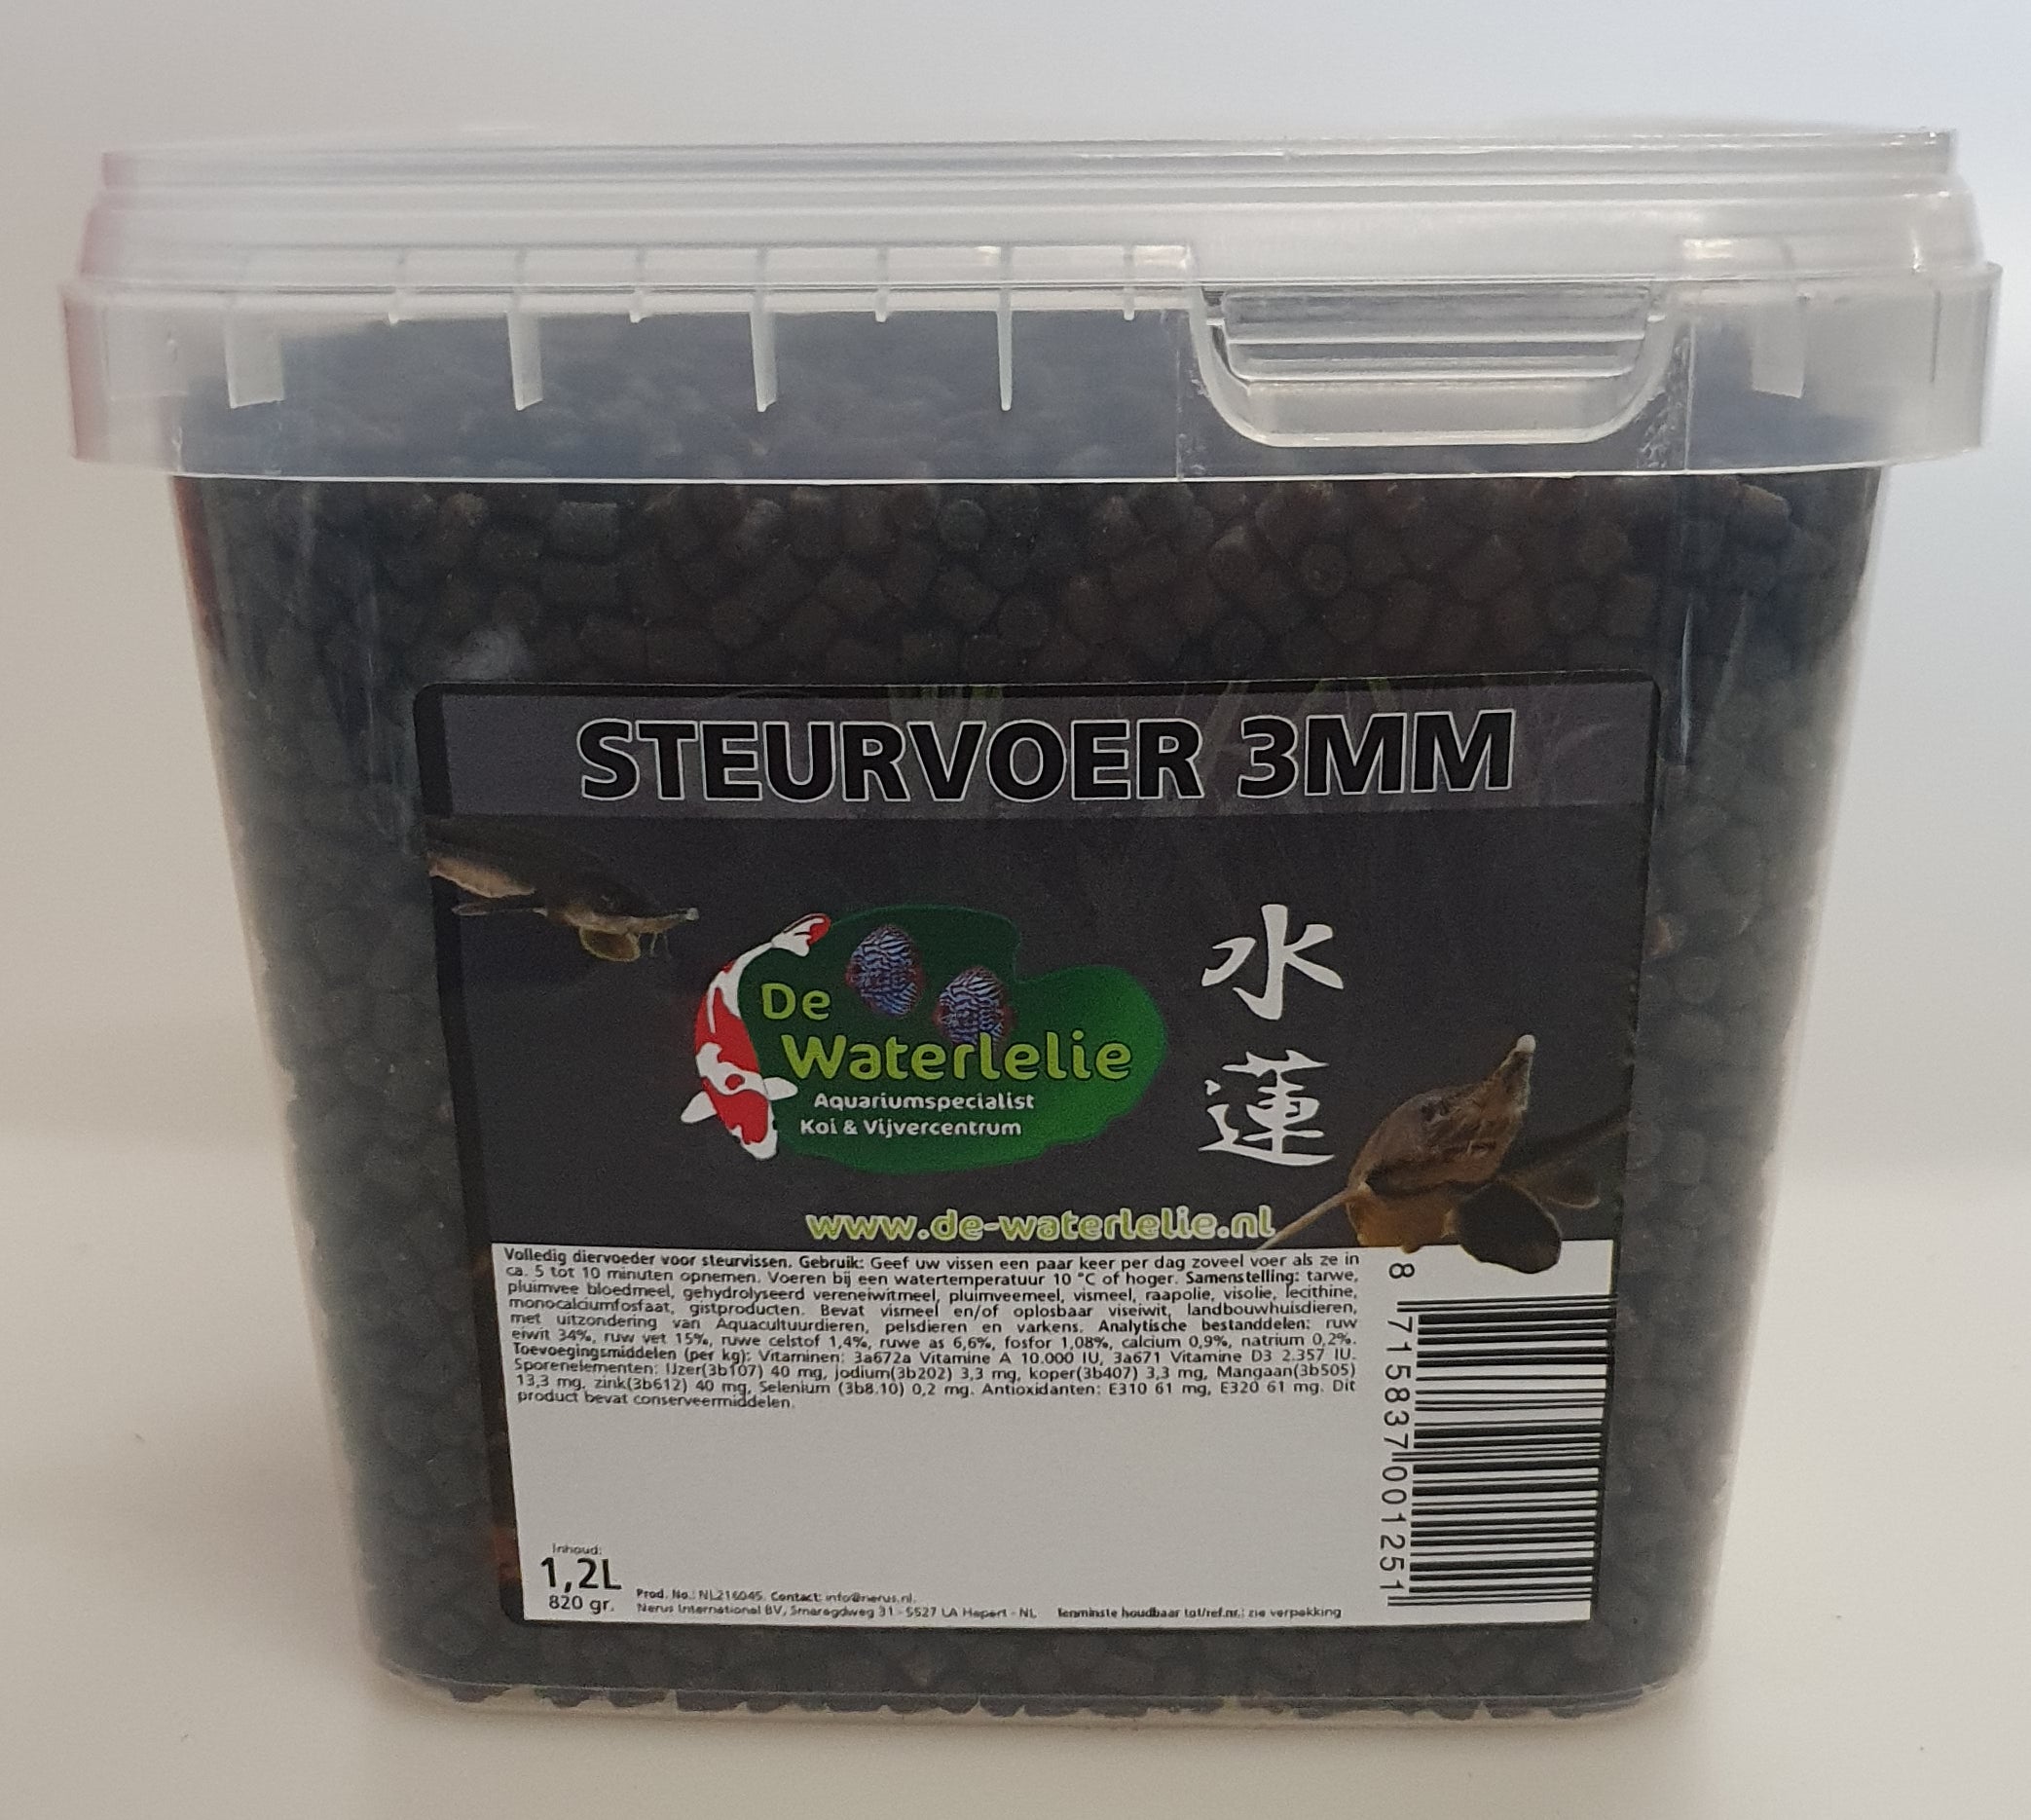 STEURVOER 3MM
De
Waterlelie
Aquariumspecialist
Koi & Vijvercentrum
水
蓮
www.de-waterlelie.nl
Volledig diervoeder voor steurvissen. Gebruik: Geef uw vissen een paar keer per dag zoveel voer als ze in
ca. 5 tot 10 minuten opnemen. Voeren bij een watertemperatuur 10 °C of hoger. Samenstelling: tarwe,
pluimvee bloedmeel, gehydrolyseerd vereneiwitmeel, pluimveemeel, vismeel, raapolie, visolie, lecithine,
monocalciumfosfaat, gistproducten. Bevat vismeel en/of oplosbaar viseiwit, landbouwhuisdieren,
met uitzondering van Aquacultuurdieren, pelsdieren en varkens. Analytische bestanddelen: ruw
eiwit 34%, ruw vet 15%, ruwe celstof 1,4%, ruwe as 6,6%, fosfor 1,08%, calcium 0,9%, natrium 0,2%.
Toevoegingsmiddelen (per kg): Vitaminen: 3a672a Vitamine A 10.000 IU, 3a671 Vitamine D3 2.357 IU.
Sporenelementen: IJzer(3b107) 40 mg, jodium(3b202) 3,3 mg, koper(3b407) 3,3 mg, Mangaan(3b505)
13,3 mg, zink(3b612) 40 mg, Selenium (3b8.10) 0,2 mg. Antioxidanten: E310 61 mg, E320 61 mg. Dit
product bevat conserveermiddelen.
8 715837 001251
Inhoud:
1,2L
820 gr.
Prod. No.: NL216045. Contact: info@nerus.nl.
Nerus International BV, Smaragdweg 31 - 5527 LA Hapert - NL Tenminste houdbaar tot/ref.nr.: zie verpakking